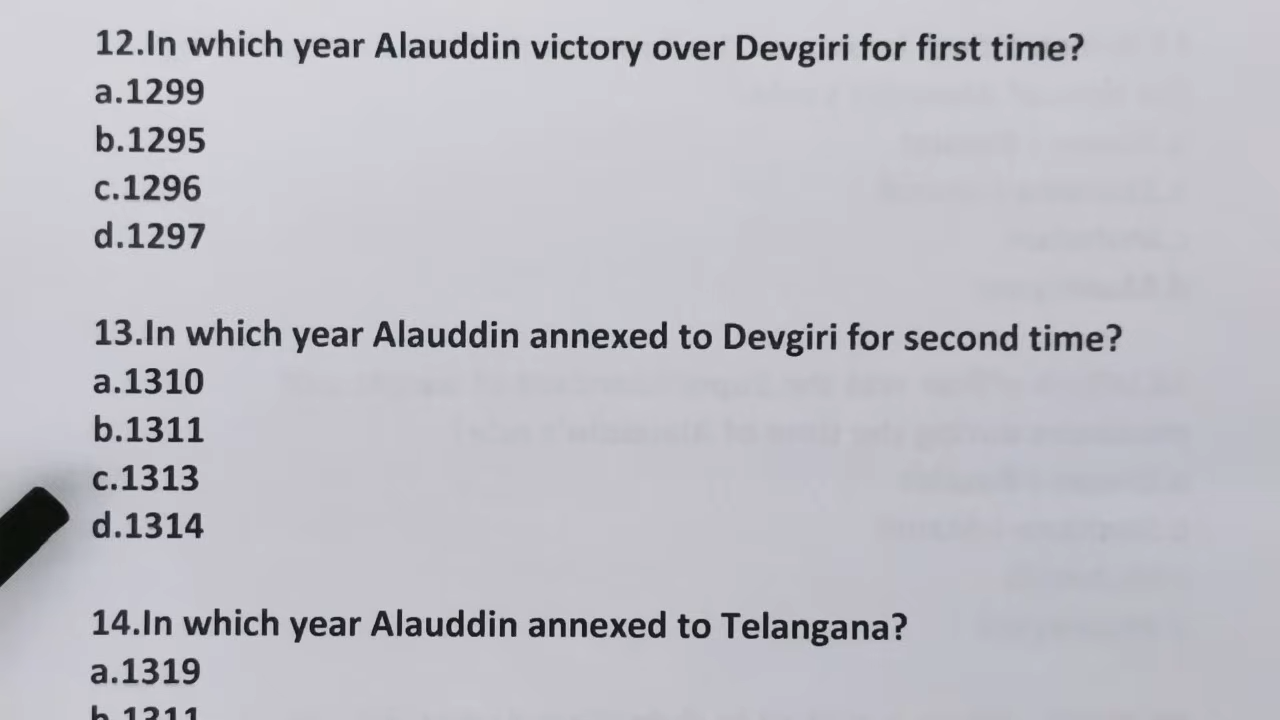 12.In which year Alauddin victory over Devgiri for first time?
a.1299
b.1295
c.1296
d.1297
13.In which year Alauddin annexed to Devgiri for second time?
a.1310
b.1311
c.1313
d.1314
14.In which year Alauddin annexed to Telangana?
a.1319
b.1311